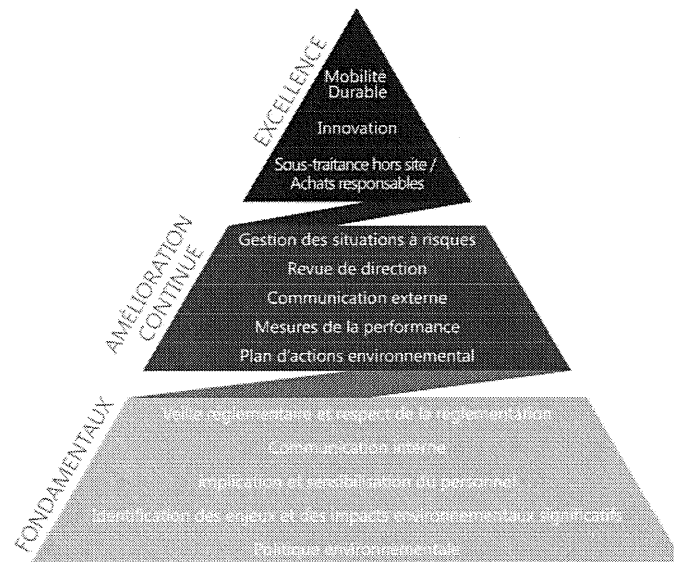 EXCELLENCE
Mobilité
Durable
Innovation
Sous-traitance hors site /
Achats responsables
AMÉLIORATION
CONTINUE
Gestion des situations à risques
Revue de direction
Communication externe
Mesures de la performance
Plan d'actions environnemental
FONDAMENTAUX
Veille réglementaire et respect de la réglementation
Communication interne
Implication et sensibilisation du personnel
Identification des enjeux et des impacts environnementaux significatifs
Politique environnementale